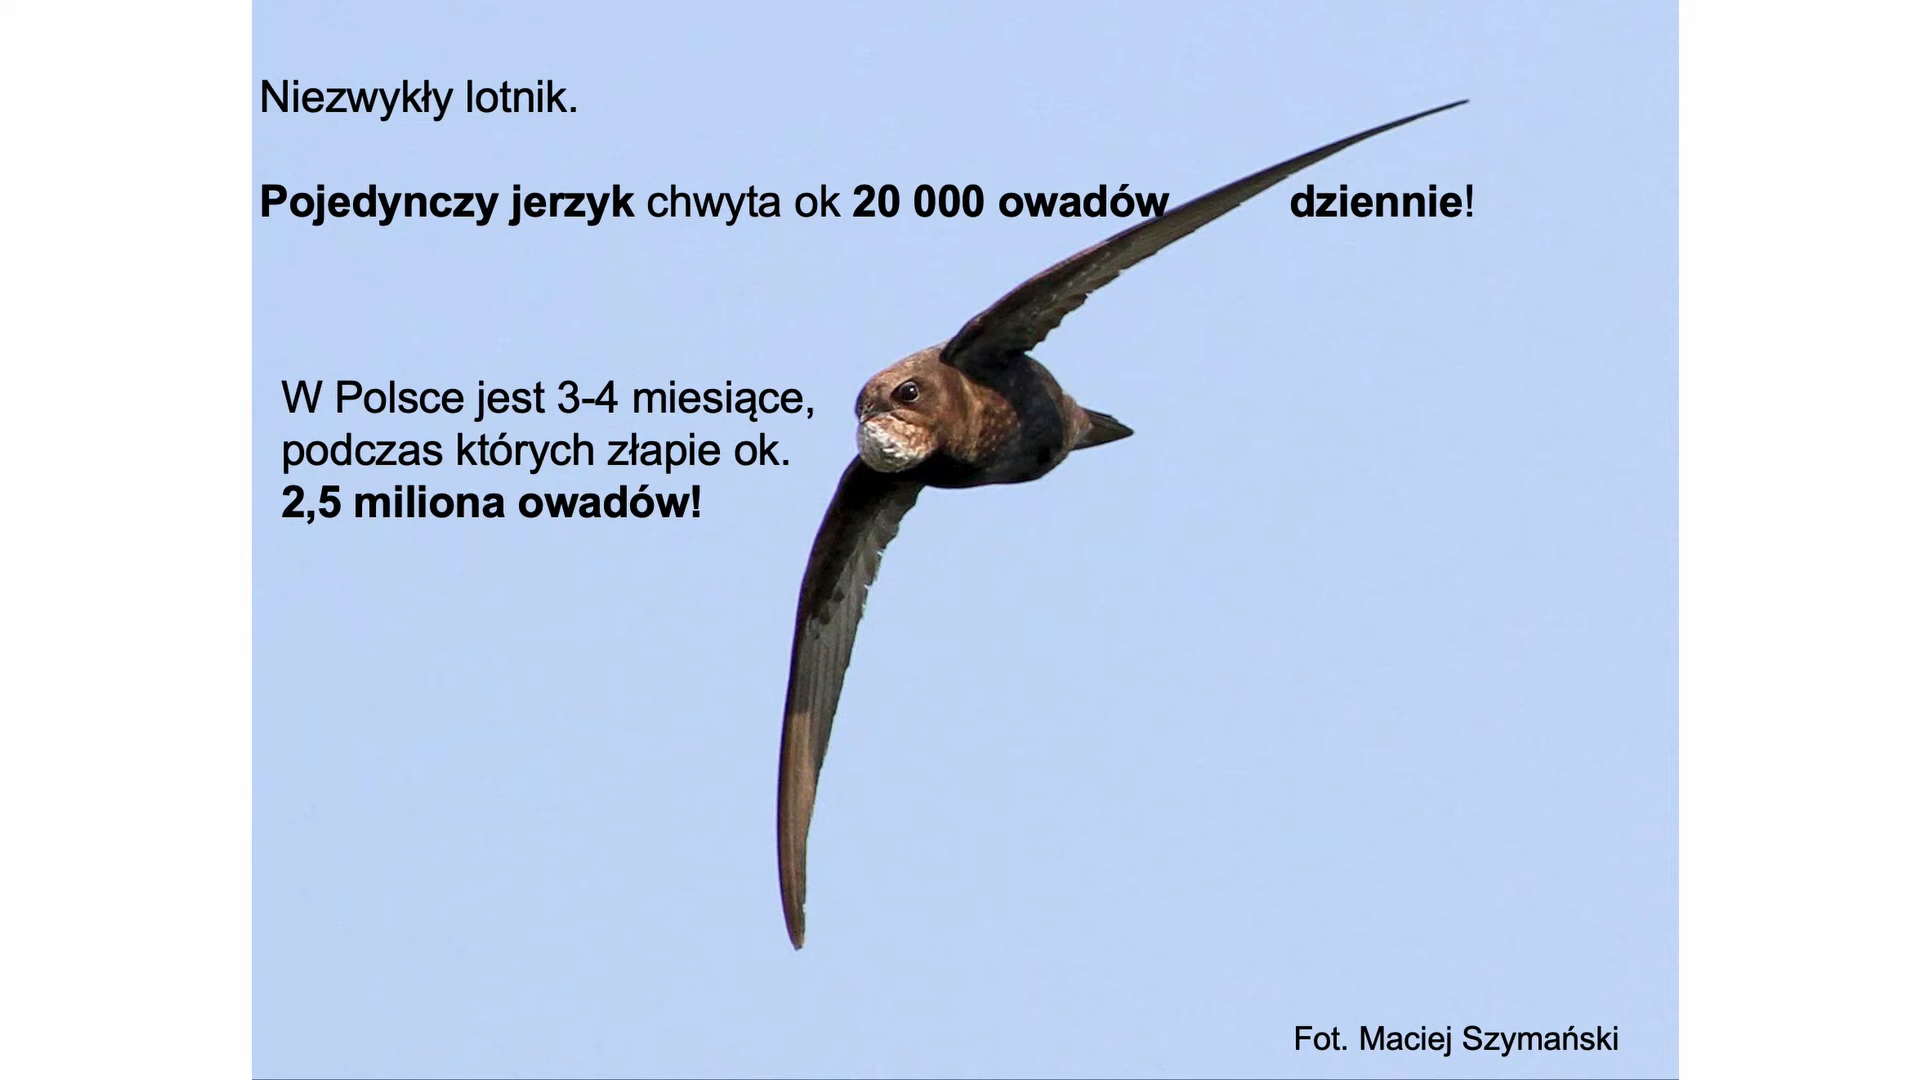 Niezwykły lotnik.
Pojedynczy jerzyk chwyta ok 20 000 owadów dziennie!
W Polsce jest 3-4 miesiące,
podczas których złapie ok.
2,5 miliona owadów!
Fot. Maciej Szymański